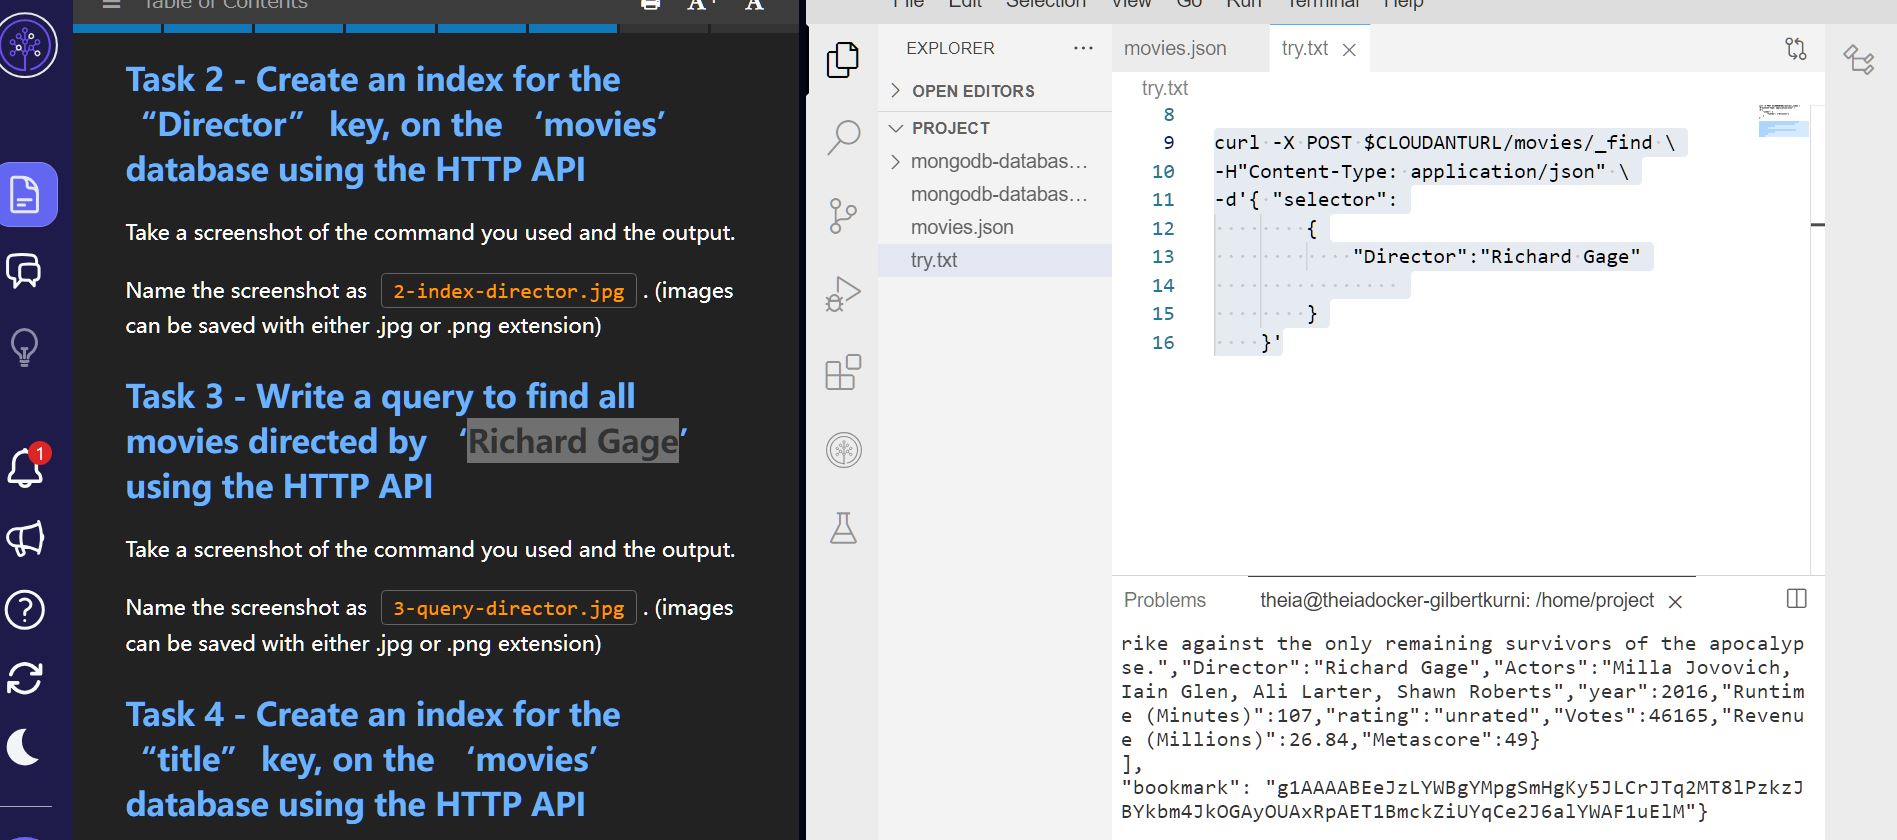 Table of Contents
A+
A
1
Task 2 - Create an index for the
“Director” key, on the ‘movies’
database using the HTTP API
Take a screenshot of the command you used and the output.
Name the screenshot as 2-index-director.jpg . (images
can be saved with either .jpg or .png extension)
Task 3 - Write a query to find all
movies directed by ‘Richard Gage’
using the HTTP API
Take a screenshot of the command you used and the output.
Name the screenshot as 3-query-director.jpg . (images
can be saved with either .jpg or .png extension)
Task 4 - Create an index for the
“title” key, on the ‘movies’
database using the HTTP API
File Edit Selection View Go Run Terminal Help
EXPLORER
OPEN EDITORS
PROJECT
mongodb-databas...
mongodb-databas...
movies.json
try.txt
movies.json try.txt
try.txt
8
9 curl -X POST $CLOUDANTURL/movies/_find \
10 -H"Content-Type: application/json" \
11 -d'{ "selector":
12 {
13 "Director":"Richard Gage"
14
15 }
16 }'
Problems theia@theiadocker-gilbertkurni: /home/project
rike against the only remaining survivors of the apocalyp
se.","Director":"Richard Gage","Actors":"Milla Jovovich,
Iain Glen, Ali Larter, Shawn Roberts","year":2016,"Runtim
e (Minutes)":107,"rating":"unrated","Votes":46165,"Revenu
e (Millions)":26.84,"Metascore":49}
],
"bookmark": "g1AAAABEeJzLYWBgYMpgSmHgKy5JLCrJTq2MT8lPzkzJ
BYkbm4JkOGAyOUAxRpAET1BmckZiUYqCe2J6alYWAF1uElM"}